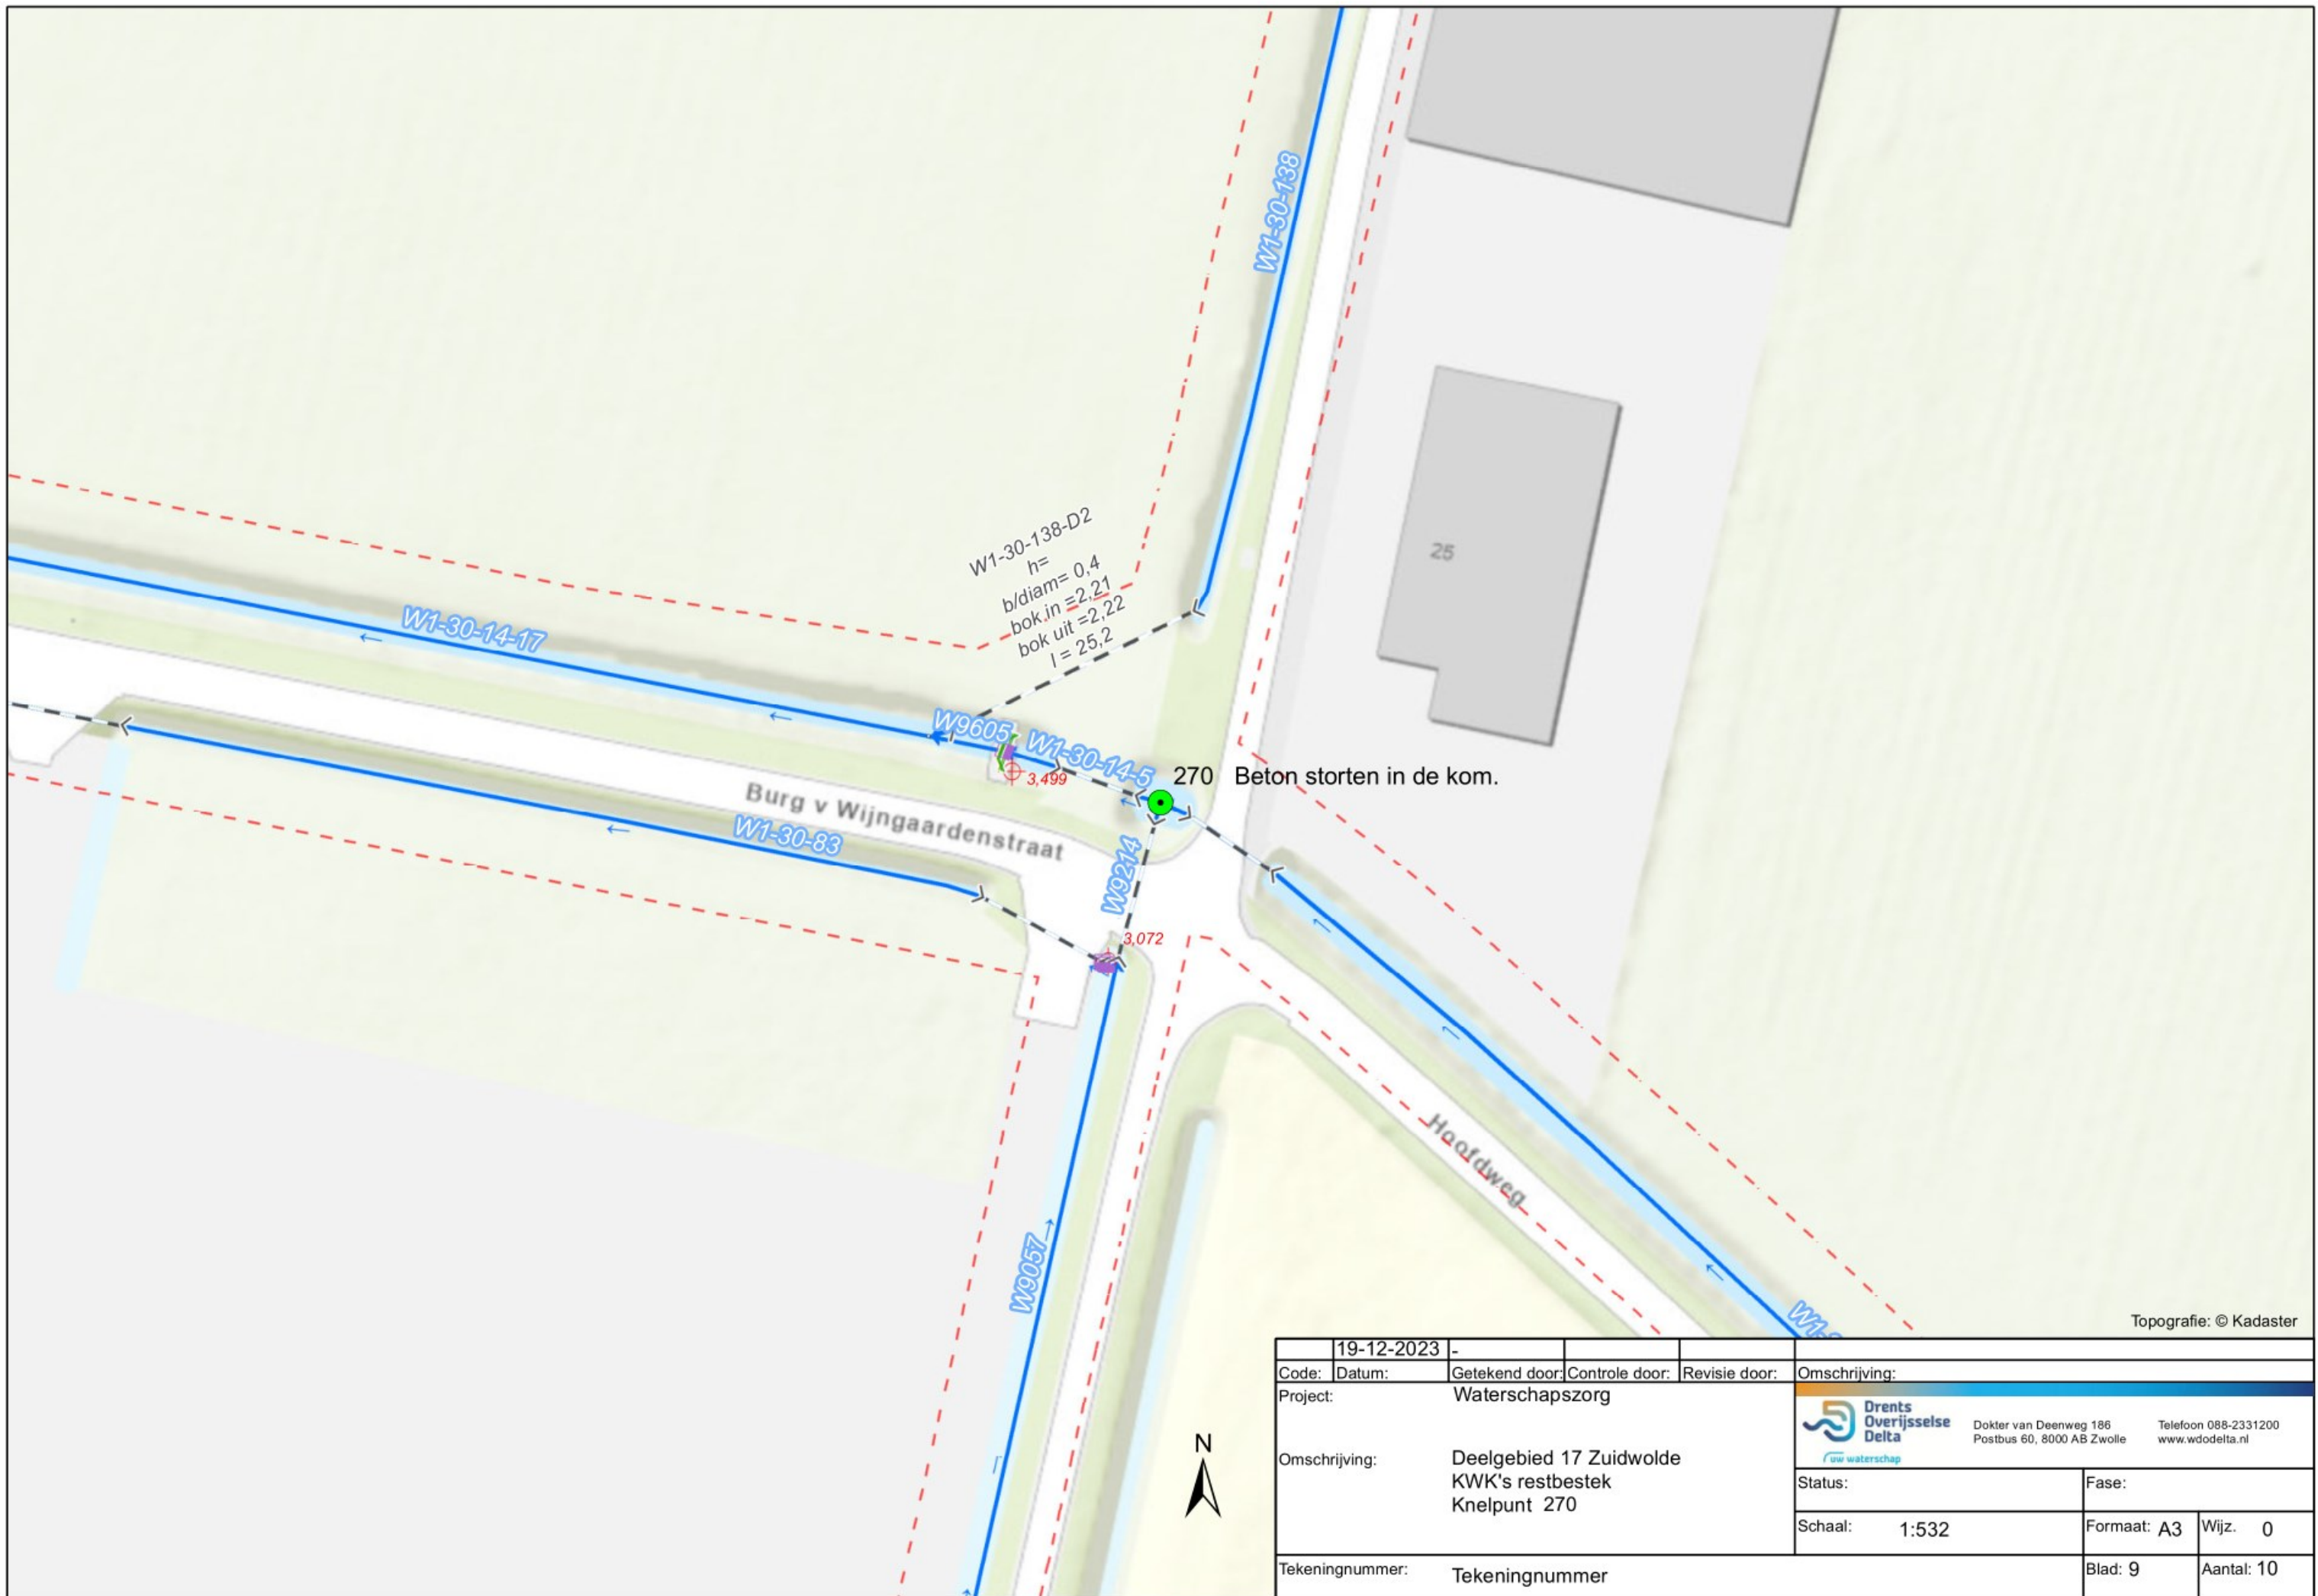 W1-30-138
W1-30-138-D2
h=
b/diam= 0,4
bok in =2,21
bok uit =2,22
l = 25,2
25
W1-30-14-17
W9605
W1-30-14-5
3,499
270 Beton storten in de kom.
Burg v Wijngaardenstraat
W1-30-83
W9214
3,072
Hoofdweg
W9057
Topografie: © Kadaster
N
19-12-2023 -
Code: Datum: Getekend door: Controle door: Revisie door: Omschrijving:
Project: Waterschapszorg
Omschrijving: Deelgebied 17 Zuidwolde
KWK's restbestek
Knelpunt 270
Drents
Overijsselse
Delta
uw waterschap
Dokter van Deenweg 186
Postbus 60, 8000 AB Zwolle
Telefoon 088-2331200
www.wdodelta.nl
Status: Fase:
Schaal: 1:532 Formaat: A3 Wijz. 0
Tekeningnummer: Tekeningnummer Blad: 9 Aantal: 10